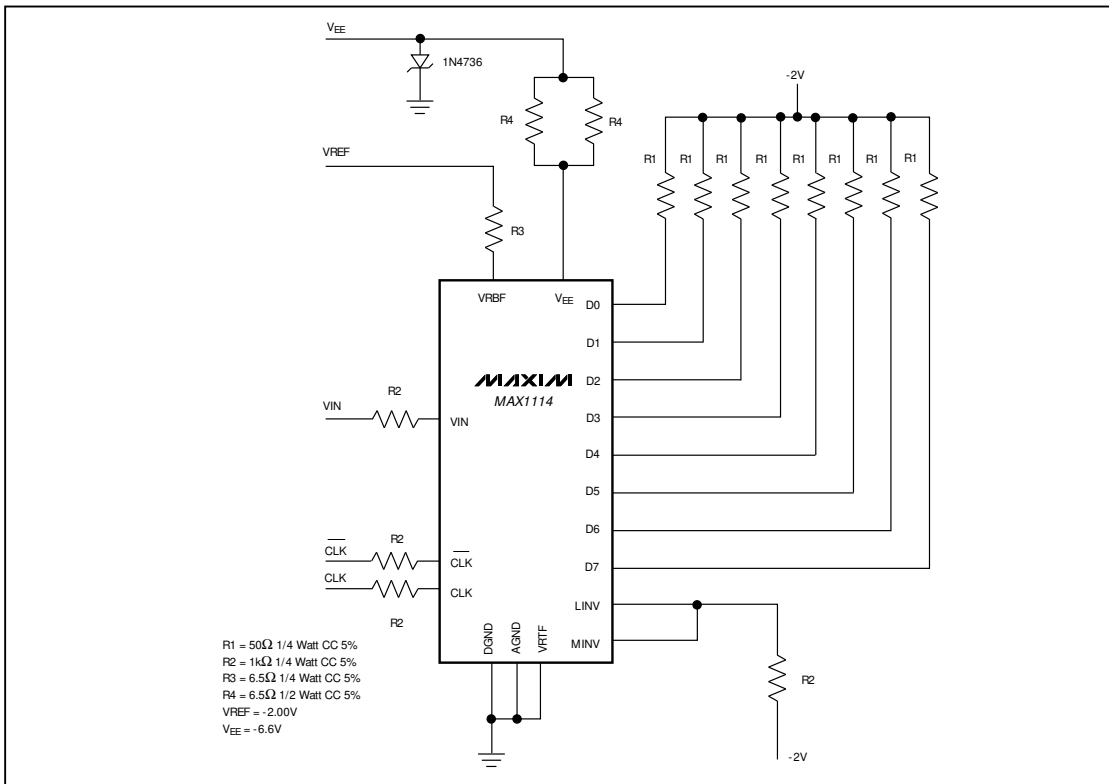 VEE
1N4736
-2V
R4
R4
VREF
R1
R1
R1
R1
R1
R1
R1
R1
R3
VRBF
VEE
D0
D1
MAXIM
MAX1114
D2
R2
VIN
VIN
D3
D4
D5
D6
R2
CLK
CLK
D7
CLK
CLK
R2
LINV
DGND
AGND
VRTF
MINV
R1 = 50Ω 1/4 Watt CC 5%
R2 = 1kΩ 1/4 Watt CC 5%
R3 = 6.5Ω 1/4 Watt CC 5%
R4 = 6.5Ω 1/2 Watt CC 5%
VREF = -2.00V
VEE = -6.6V
R2
-2V